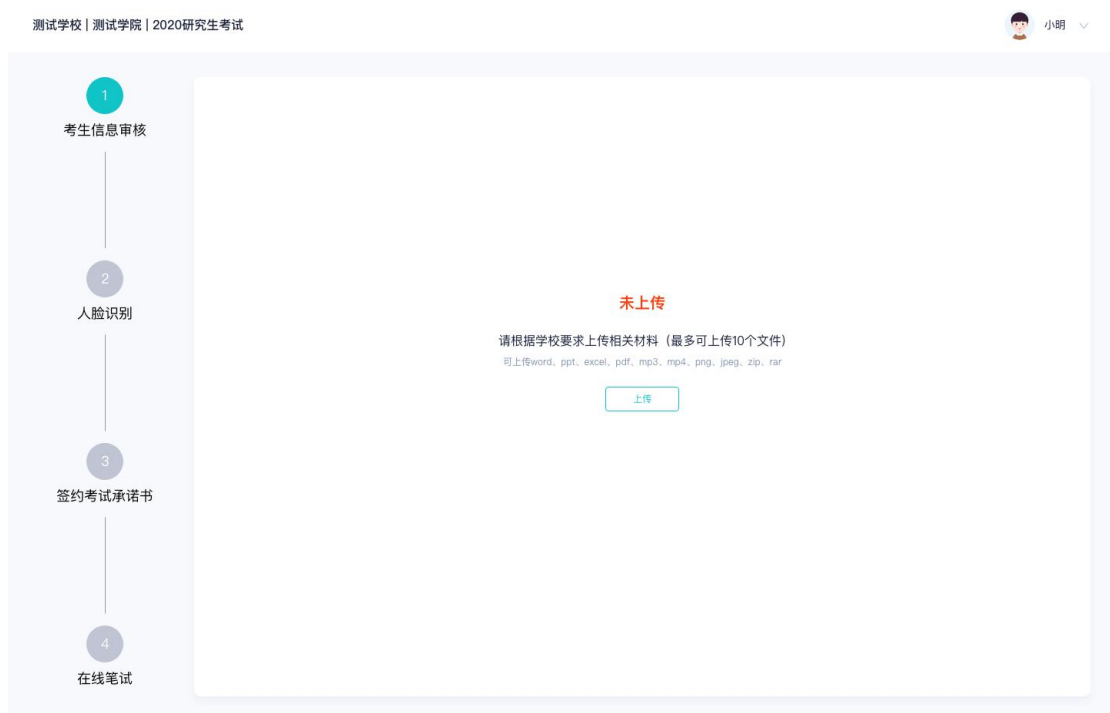 测试学校 | 测试学院 | 2020研究生考试
小明
1
考生信息审核
2
人脸识别
3
签约考试承诺书
4
在线笔试
未上传
请根据学校要求上传相关材料（最多可上传10个文件）
可上传word、ppt、excel、pdf、mp3、mp4、png、jpeg、zip、rar
上传